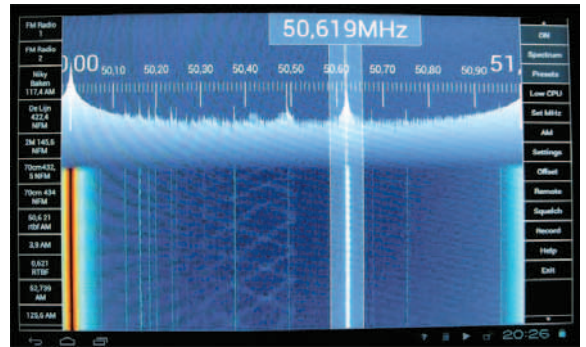 50,619MHz
FM Radio
1
FM Radio
2
Niky
Baken
117,4 AM
De Lijn
422,4
NFM
2M 145,6
NFM
70cm432,
5 NFM
70cm 434
NFM
50,6 21
rtbf AM
3,9 AM
0,621
RTBF
52,739
AM
125,6 AM
00 50,10 50,20 50,30 50,40 50,50 50,60 50,70 50,80 50,90 51,
ON
Spectrum
Presets
Low CPU
Set MHz
AM
Settings
Offset
Remote
Squelch
Record
Help
Exit
20:26